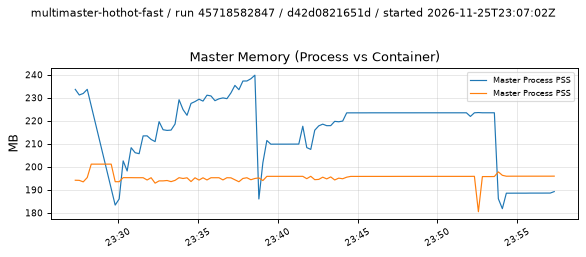 multimaster-hothot-fast / run 45718582847 / d42d0821651d / started 2026-11-25T23:07:02Z
Master Memory (Process vs Container)
Master Process PSS
Master Process PSS
MB
240
230
220
210
200
190
180
23:30
23:35
23:40
23:45
23:50
23:55